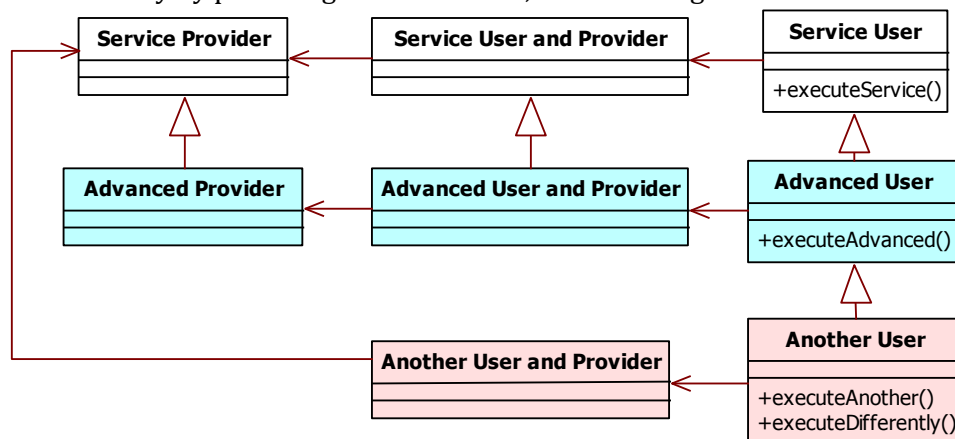 Service Provider
Service User and Provider
Service User
+executeService()
Advanced Provider
Advanced User and Provider
Advanced User
+executeAdvanced()
Another User and Provider
Another User
+executeAnother()
+executeDifferently()